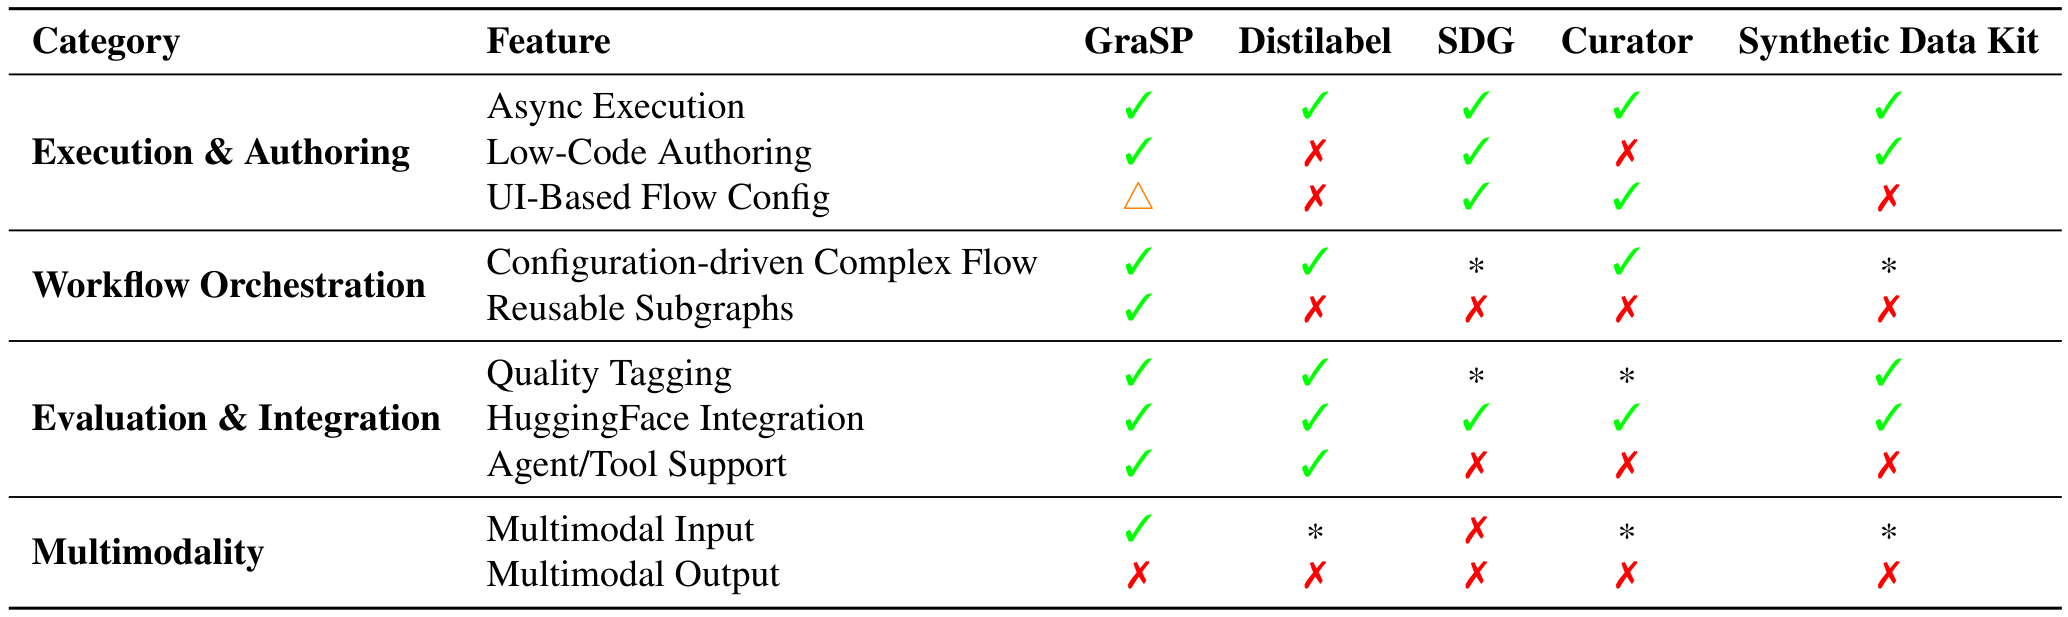 Category Feature GraSP Distilabel SDG Curator Synthetic Data Kit
Async Execution ✓ ✓ ✓ ✓ ✓
Execution & Authoring Low-Code Authoring ✓ ✗ ✓ ✗ ✓
UI-Based Flow Config △ ✗ ✓ ✓ ✗
Configuration-driven Complex Flow ✓ ✓ * ✓ *
Workflow Orchestration
Reusable Subgraphs ✓ ✗ ✗ ✗ ✗
Quality Tagging ✓ ✓ * * ✓
Evaluation & Integration HuggingFace Integration ✓ ✓ ✓ ✓ ✓
Agent/Tool Support ✓ ✓ ✗ ✗ ✗
Multimodal Input ✓ * ✗ * *
Multimodality
Multimodal Output ✗ ✗ ✗ ✗ ✗